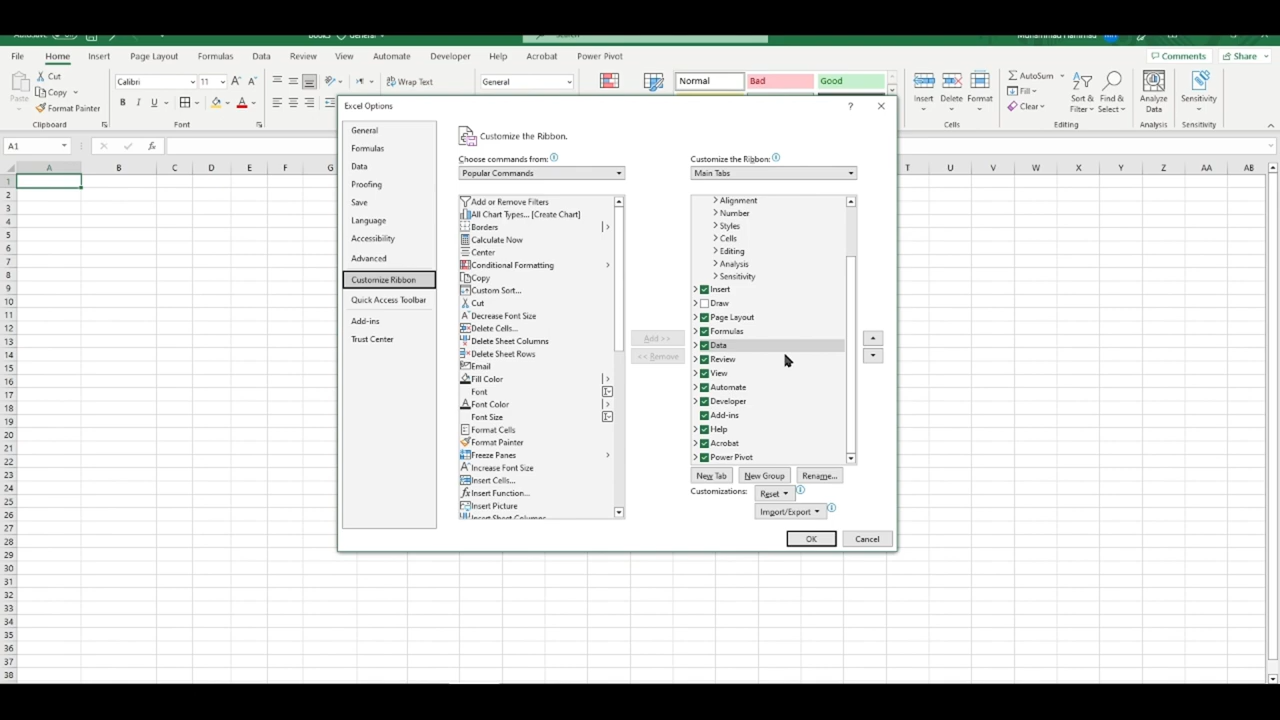 File Home Insert Page Layout Formulas Data Review View Automate Developer Help Acrobat Power Pivot Comments Share
Cut
Copy
Format Painter
Paste
Clipboard
Calibri 11
B I U
Font
Wrap Text
General
Normal Bad Good
Insert Delete Format
Cells
AutoSum
Fill
Clear
Sort & Filter
Find & Select
Editing
Analyze Data
Analysis
Sensitivity
Sensitivity
A1
A B C D E F G T U V W X Y Z AA AB
1
2
3
4
5
6
7
8
9
10
11
12
13
14
15
16
17
18
19
20
21
22
23
24
25
26
27
28
29
30
31
32
33
34
35
36
37
38
Excel Options
General
Formulas
Data
Proofing
Save
Language
Accessibility
Advanced
Customize Ribbon
Quick Access Toolbar
Add-ins
Trust Center
Customize the Ribbon.
Choose commands from:
Popular Commands
Add or Remove Filters
All Chart Types... [Create Chart]
Borders
Calculate Now
Center
Conditional Formatting
Copy
Custom Sort...
Cut
Decrease Font Size
Delete Cells...
Delete Sheet Columns
Delete Sheet Rows
Email
Fill Color
Font
Font Color
Font Size
Format Cells
Format Painter
Freeze Panes
Increase Font Size
Insert Cells...
Insert Function...
Insert Picture
Insert Sheet Columns
Add >>
<< Remove
Customize the Ribbon:
Main Tabs
Alignment
Number
Styles
Cells
Editing
Analysis
Sensitivity
Insert
Draw
Page Layout
Formulas
Data
Review
View
Automate
Developer
Add-ins
Help
Acrobat
Power Pivot
New Tab New Group Rename...
Customizations: Reset
Import/Export
OK Cancel